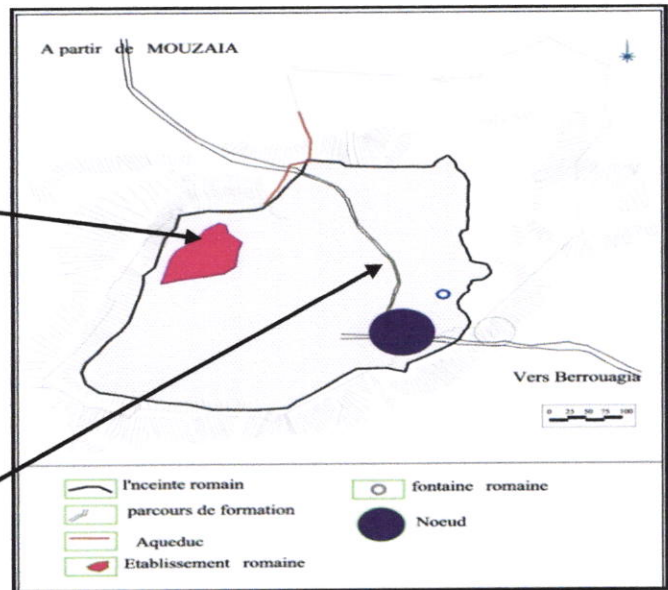 A partir de MOUZAIA
Vers Berrouagia
0 25 50 75 100
l'nceinte romain
parcours de formation
Aqueduc
Etablissement romaine
fontaine romaine
Noeud